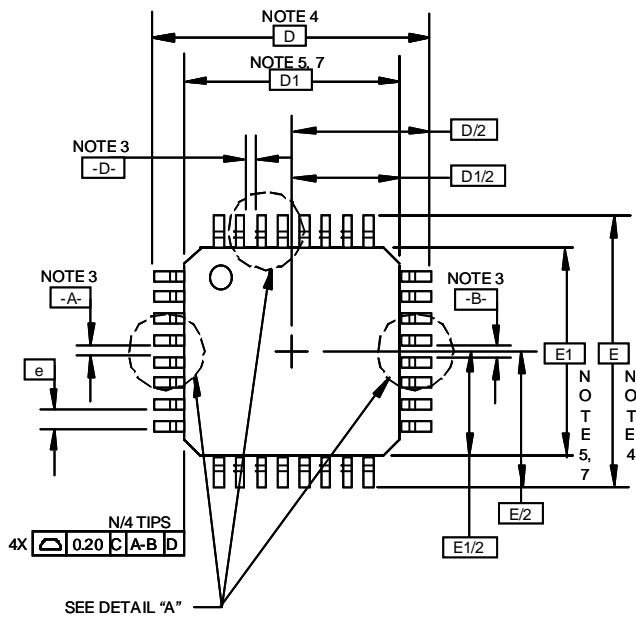 NOTE 4
D
NOTE 5, 7
D1
D/2
NOTE 3
-D-
D1/2
NOTE 3
-A-
NOTE 3
-B-
e
E1
E
NOTE 5, 7
NOTE 4
E/2
E1/2
N/4 TIPS
4X 0.20 C A-B D
SEE DETAIL “A”